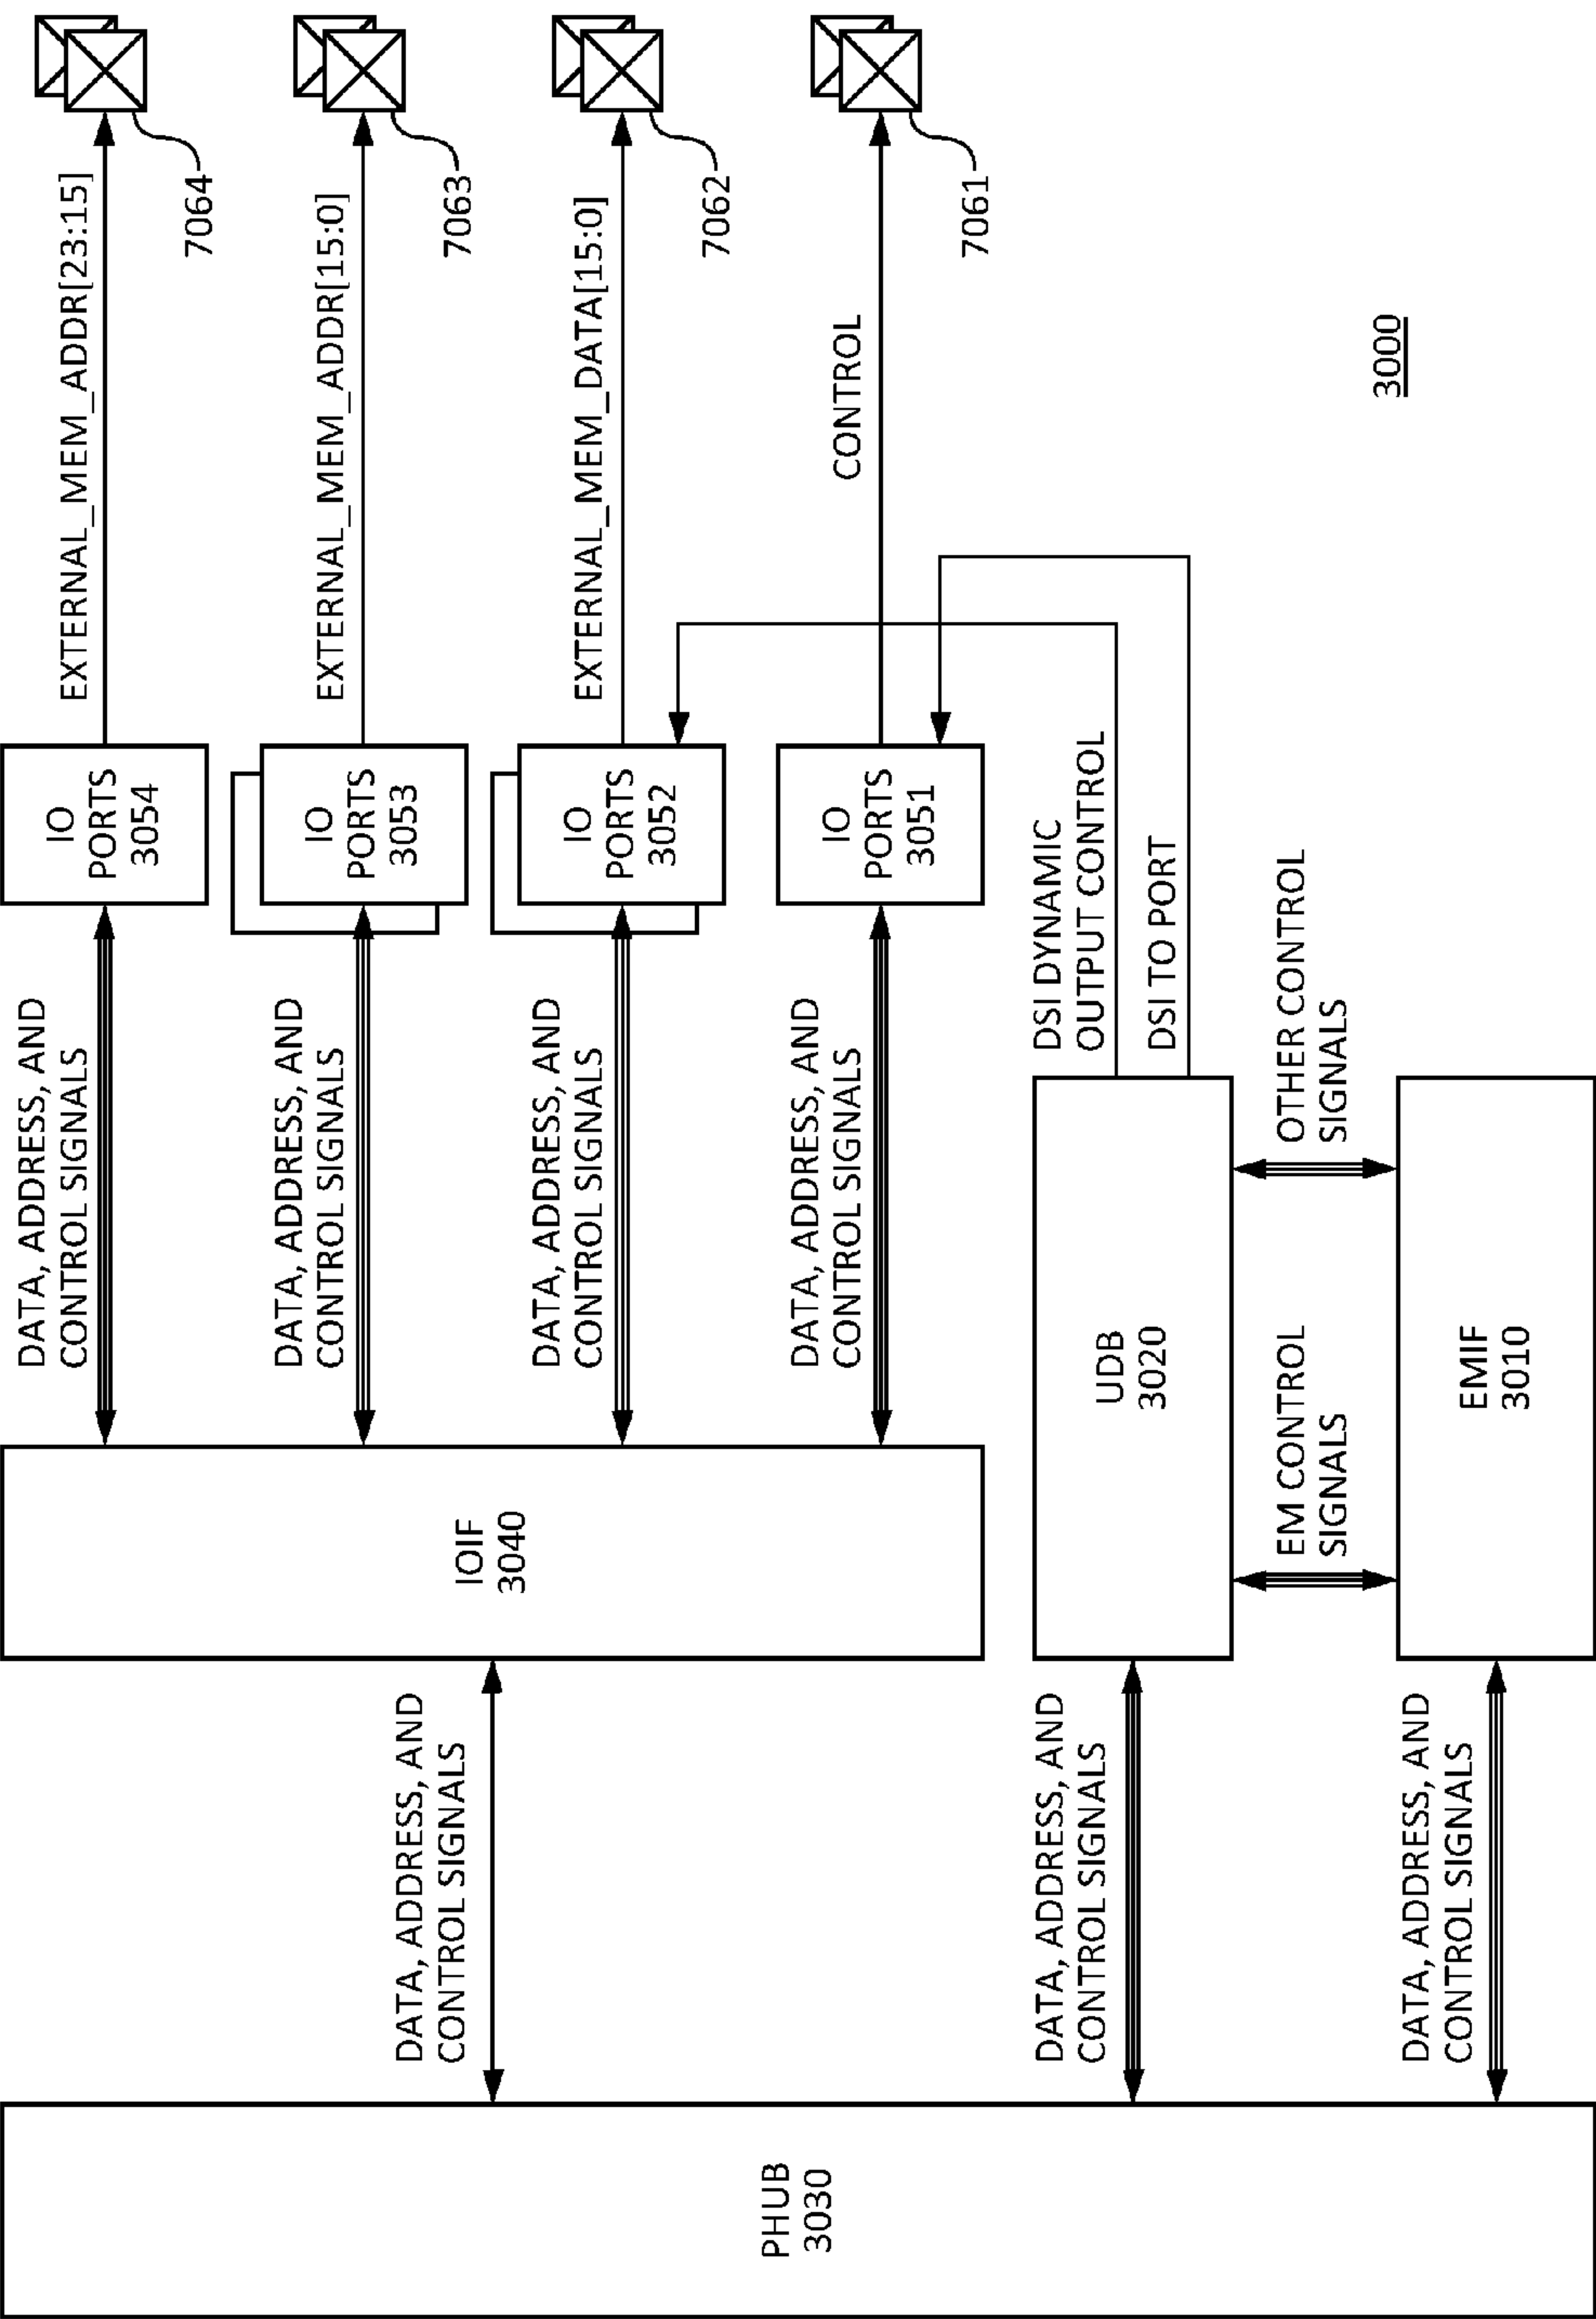 PHUB
3030
DATA, ADDRESS, AND
CONTROL SIGNALS
DATA, ADDRESS, AND
CONTROL SIGNALS
DATA, ADDRESS, AND
CONTROL SIGNALS
IOIF
3040
UDB
3020
EM CONTROL
SIGNALS
OTHER CONTROL
SIGNALS
EMIF
3010
DATA, ADDRESS, AND
CONTROL SIGNALS
DATA, ADDRESS, AND
CONTROL SIGNALS
DATA, ADDRESS, AND
CONTROL SIGNALS
DATA, ADDRESS, AND
CONTROL SIGNALS
DSI DYNAMIC
OUTPUT CONTROL
DSI TO PORT
IO
PORTS
3054
IO
PORTS
3053
IO
PORTS
3052
IO
PORTS
3051
EXTERNAL_MEM_ADDR[23:15]
EXTERNAL_MEM_ADDR[15:0]
EXTERNAL_MEM_DATA[15:0]
CONTROL
7064
7063
7062
7061
3000